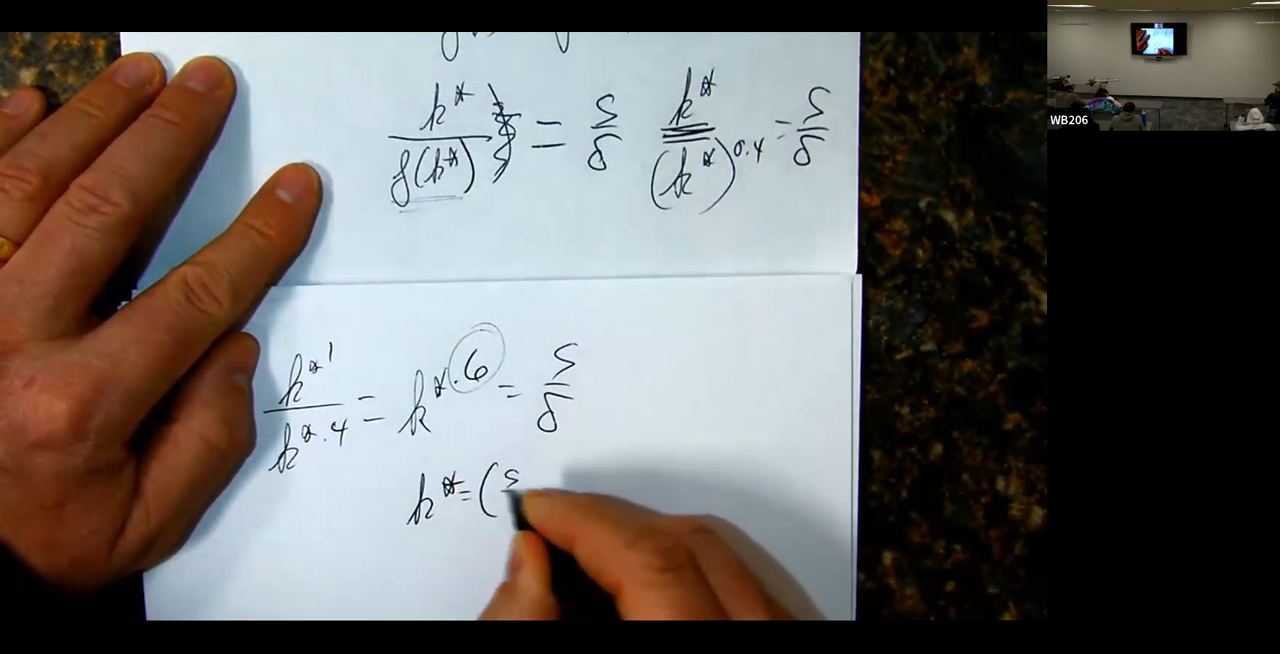 k* / f(k*) = s/δ   k* / (k*)^0.4 = s/δ
k*^1 / k*^.4 = k*^.6 = s/δ
k* = (s
WB206